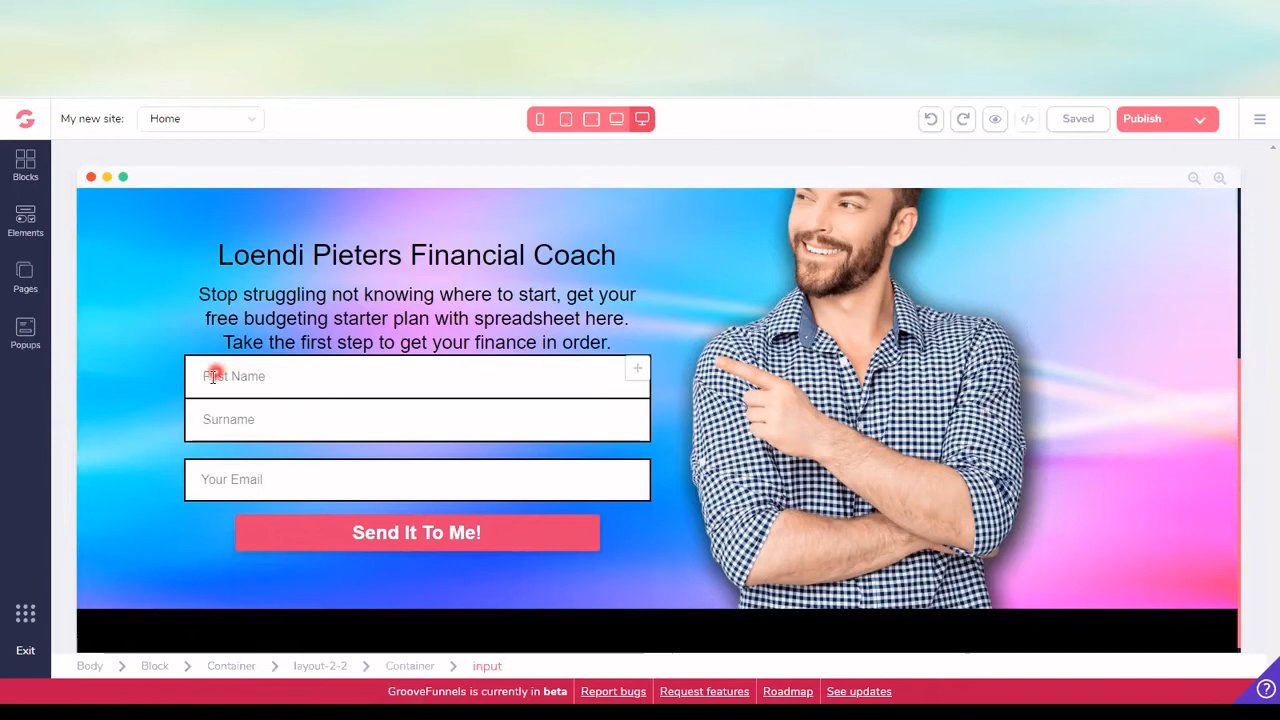 My new site:
Home
Saved
Publish
Blocks
Elements
Pages
Popups
Exit
Loendi Pieters Financial Coach
Stop struggling not knowing where to start, get your
free budgeting starter plan with spreadsheet here.
Take the first step to get your finance in order.
First Name
Surname
Your Email
Send It To Me!
Body Block Container layout-2-2 Container input
GrooveFunnels is currently in beta Report bugs Request features Roadmap See updates